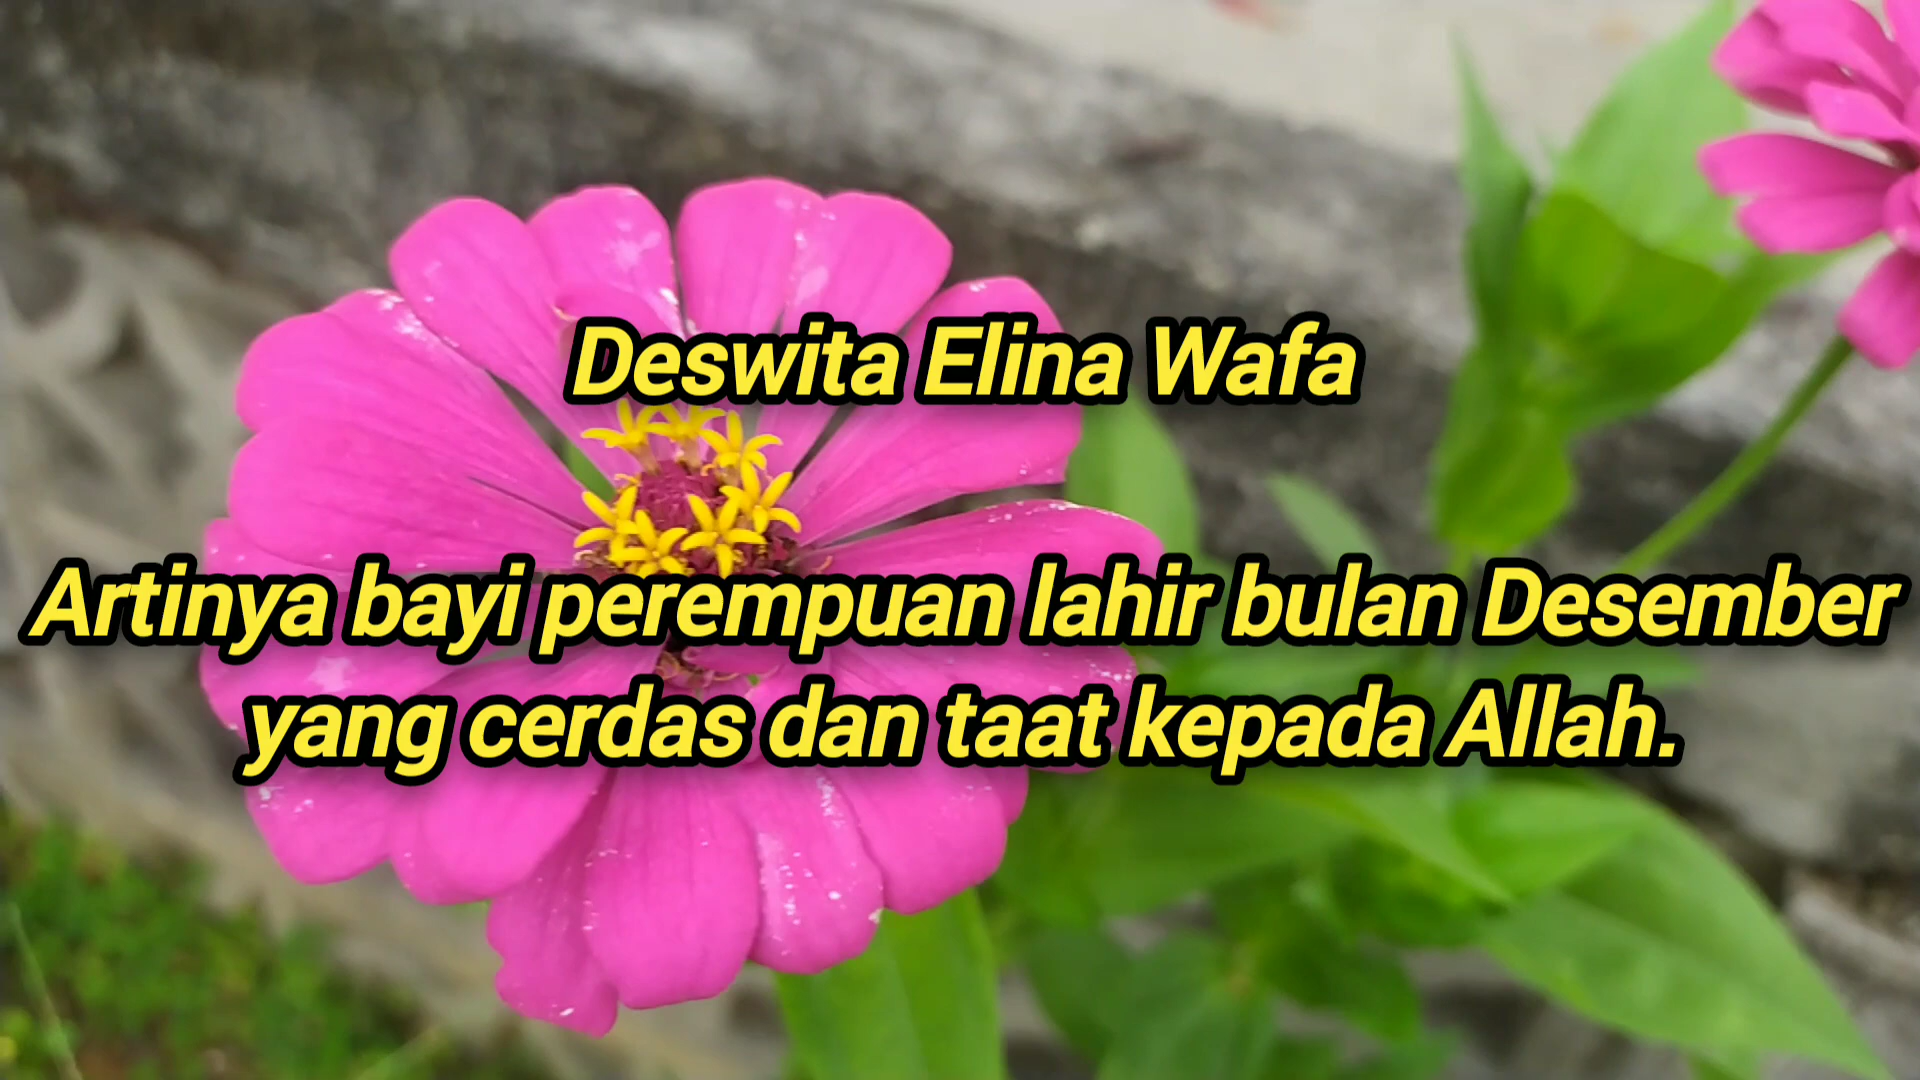 Deswita Elina Wafa
Artinya bayi perempuan lahir bulan Desember
yang cerdas dan taat kepada Allah.